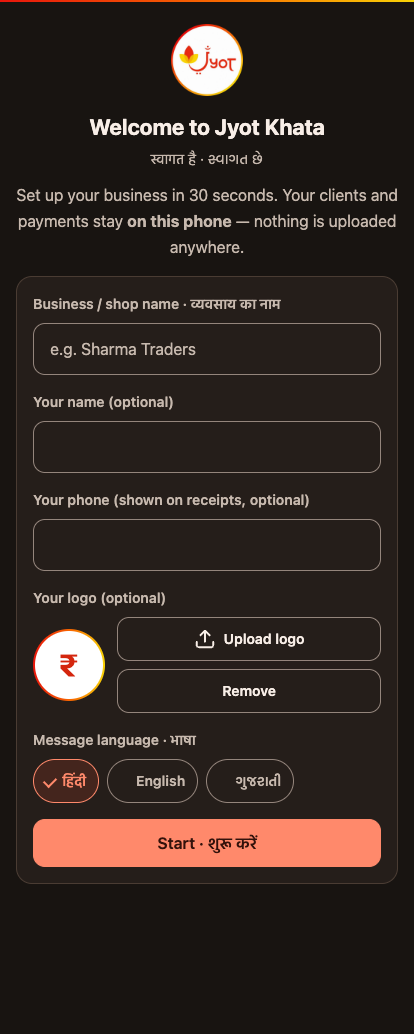 Jyot
Welcome to Jyot Khata
स्वागत है · સ્વાગત છે
Set up your business in 30 seconds. Your clients and
payments stay on this phone — nothing is uploaded
anywhere.
Business / shop name · व्यवसाय का नाम
e.g. Sharma Traders
Your name (optional)
Your phone (shown on receipts, optional)
Your logo (optional)
₹
Upload logo
Remove
Message language · भाषा
हिंदी English ગુજરાતી
Start · शुरू करें